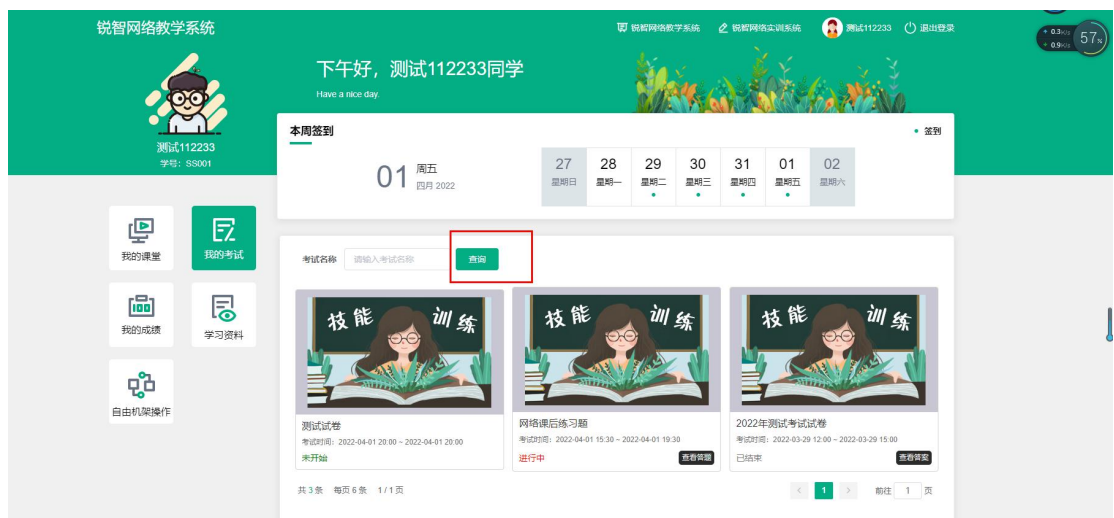 锐智网络教学系统
锐智网络教学系统 锐智网络实训系统 测试112233 退出登录
0.3K/s
0.9K/s
57%
下午好，测试112233同学
Have a nice day.
测试112233
学号：SS001
本周签到
签到
01 周五
四月 2022
27 28 29 30 31 01 02
星期日 星期一 星期二 星期三 星期四 星期五 星期六
我的课堂 我的考试
我的成绩 学习资料
自由机架操作
考试名称 请输入考试名称 查询
技能训练 技能训练 技能训练
测试试卷
考试时间：2022-04-01 20:00 ~ 2022-04-01 20:00
未开始
网络课后练习题
考试时间：2022-04-01 15:30 ~ 2022-04-01 19:30
进行中 查看答题
2022年测试考试试卷
考试时间：2022-03-29 12:00 ~ 2022-03-29 15:00
已结束 查看答案
共 3 条 每页 6 条 1 / 1 页
< 1 > 前往 1 页